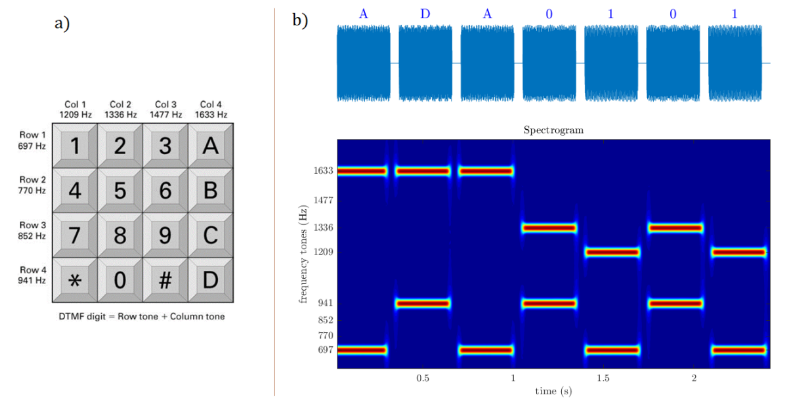 a)
Col 1 Col 2 Col 3 Col 4
1209 Hz 1336 Hz 1477 Hz 1633 Hz
Row 1
697 Hz
1 2 3 A
Row 2
770 Hz
4 5 6 B
Row 3
852 Hz
7 8 9 C
Row 4
941 Hz
* 0 # D
DTMF digit = Row tone + Column tone
b)
A D A 0 1 0 1
Spectrogram
frequency tones (Hz)
1633
1477
1336
1209
941
852
770
697
0.5 1 1.5 2
time (s)